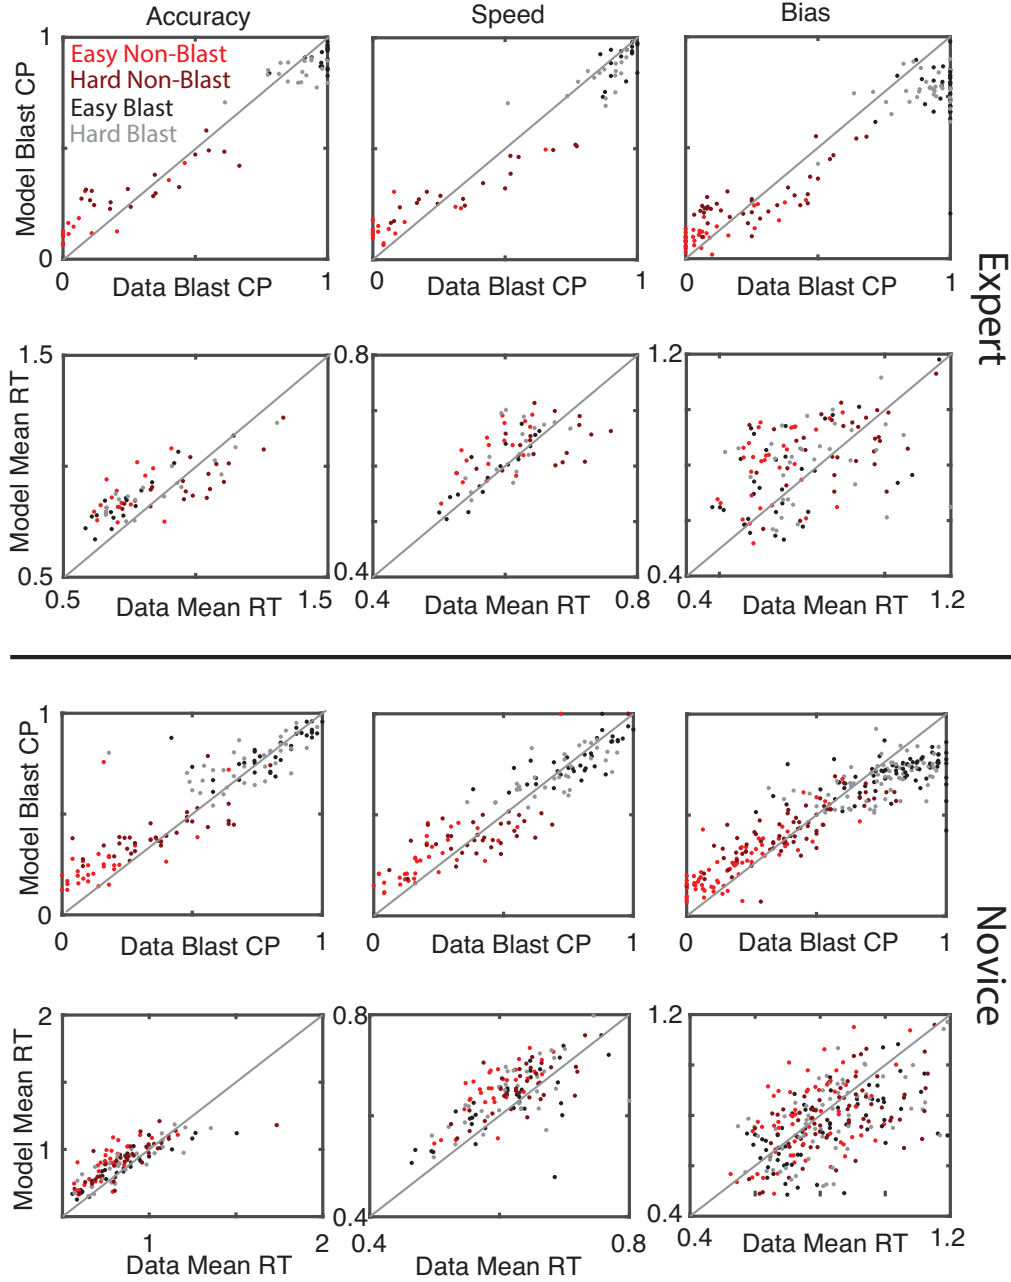 Accuracy
Speed
Bias
1
Model Blast CP
0
Easy Non-Blast
Hard Non-Blast
Easy Blast
Hard Blast
0
Data Blast CP
1
0
Data Blast CP
1
0
Data Blast CP
1
Expert
1.5
Model Mean RT
0.5
0.5
Data Mean RT
1.5
0.8
0.4
0.4
Data Mean RT
0.8
1.2
0.4
0.4
Data Mean RT
1.2
1
Model Blast CP
0
0
Data Blast CP
1
0
Data Blast CP
1
0
Data Blast CP
1
Novice
2
Model Mean RT
1
1
2
Data Mean RT
0.8
0.4
0.4
0.8
Data Mean RT
1.2
0.4
0.4
Data Mean RT
1.2